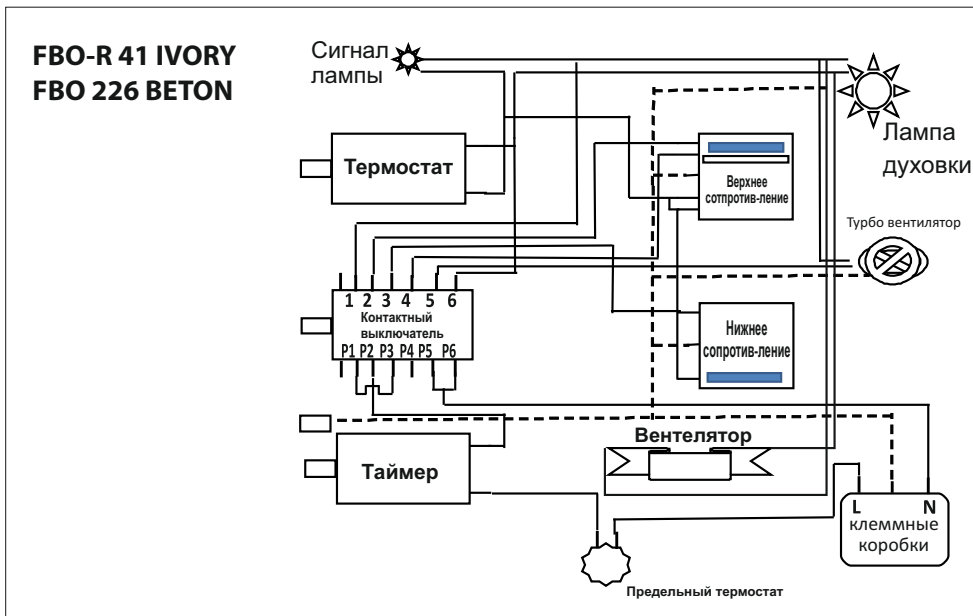 FBO-R 41 IVORY
FBO 226 BETON
Сигнал
лампы
Лампа
духовки
Термостат
Верхнее
сотпротив-ление
Турбо вентилятор
1 2 3 4 5 6
Контактный
выключатель
P1 P2 P3 P4 P5 P6
Нижнее
сопротив-ление
Вентелятор
Таймер
L N
клеммные
коробки
Предельный термостат